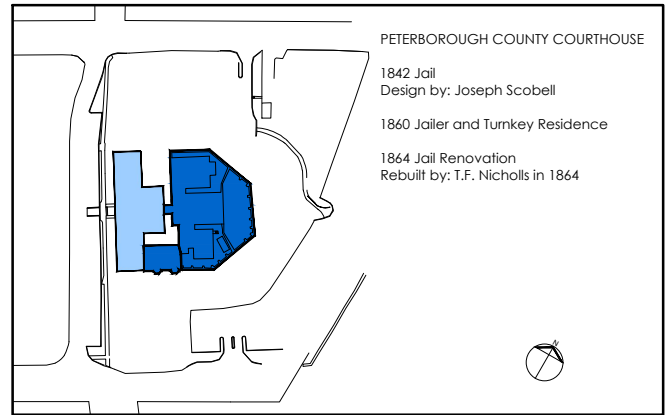 PETERBOROUGH COUNTY COURTHOUSE
1842 Jail
Design by: Joseph Scobell
1860 Jailer and Turnkey Residence
1864 Jail Renovation
Rebuilt by: T.F. Nicholls in 1864
N